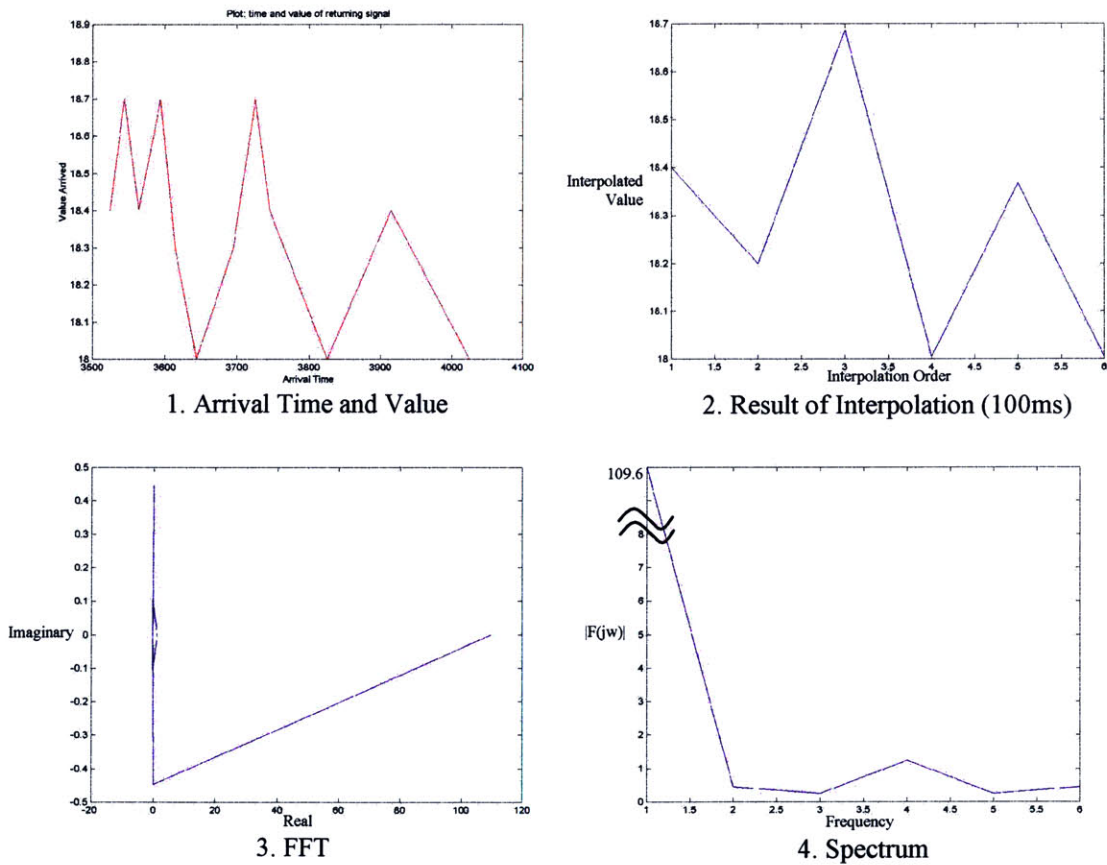 Plot: time and value of returning signal
18.9
18.8
18.7
18.6
18.5
18.4
18.3
18.2
18.1
18
Value Arrived
3500 3600 3700 3800 3900 4000 4100
Arrival Time
1. Arrival Time and Value
18.7
18.6
18.5
18.4
18.3
18.2
18.1
18
Interpolated
Value
1 1.5 2 2.5 3 3.5 4 4.5 5 5.5 6
Interpolation Order
2. Result of Interpolation (100ms)
0.5
0.4
0.3
0.2
0.1
0
-0.1
-0.2
-0.3
-0.4
-0.5
Imaginary
-20 0 20 40 60 80 100 120
Real
3. FFT
109.6
8
7
6
5
4
3
2
1
0
|F(jw)|
1 1.5 2 2.5 3 3.5 4 4.5 5 5.5 6
Frequency
4. Spectrum